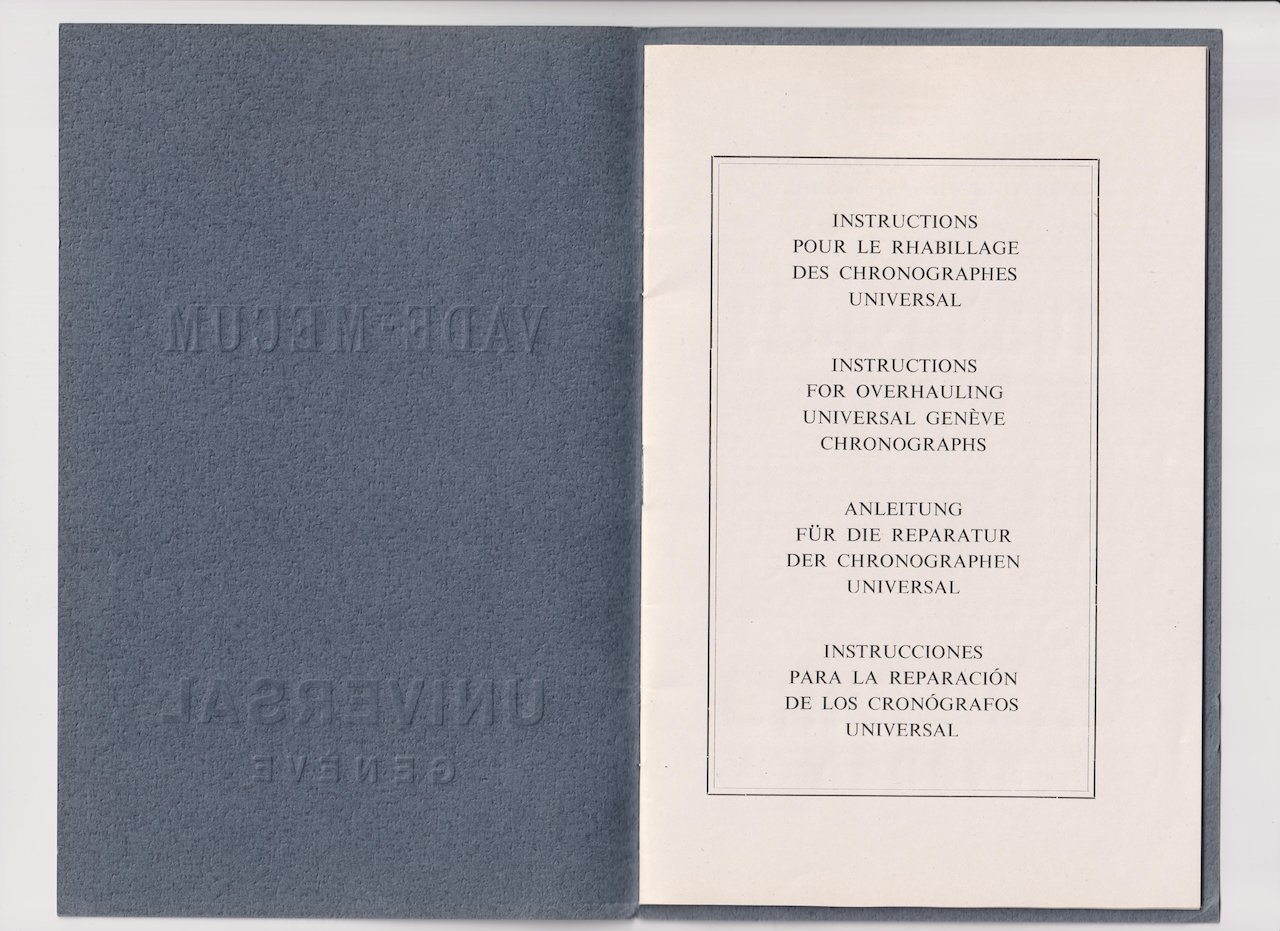 VADE-MECUM
UNIVERSAL
GENÈVE
INSTRUCTIONS
POUR LE RHABILLAGE
DES CHRONOGRAPHES
UNIVERSAL
INSTRUCTIONS
FOR OVERHAULING
UNIVERSAL GENÈVE
CHRONOGRAPHS
ANLEITUNG
FÜR DIE REPARATUR
DER CHRONOGRAPHEN
UNIVERSAL
INSTRUCCIONES
PARA LA REPARACIÓN
DE LOS CRONÓGRAFOS
UNIVERSAL